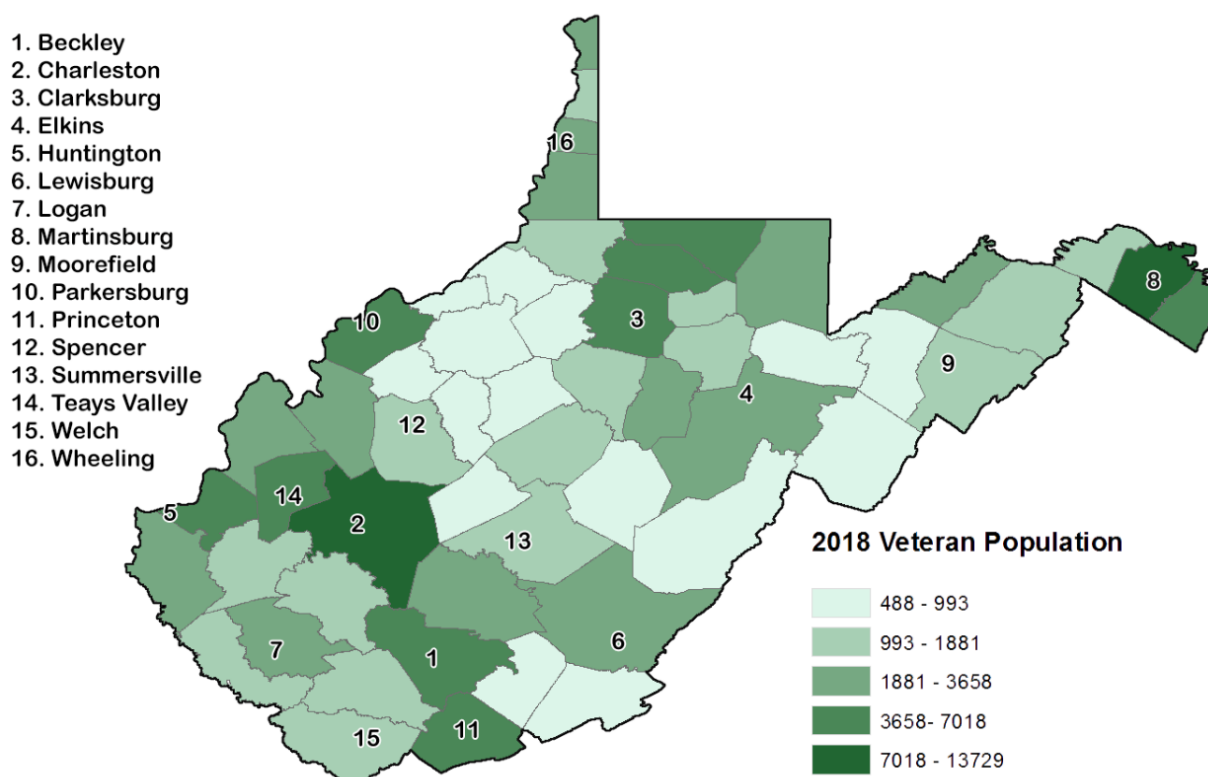 1. Beckley
2. Charleston
3. Clarksburg
4. Elkins
5. Huntington
6. Lewisburg
7. Logan
8. Martinsburg
9. Moorefield
10. Parkersburg
11. Princeton
12. Spencer
13. Summersville
14. Teays Valley
15. Welch
16. Wheeling
16
8
10
3
9
4
12
14
5
2
13
6
7
1
11
15
2018 Veteran Population
488 - 993
993 - 1881
1881 - 3658
3658- 7018
7018 - 13729